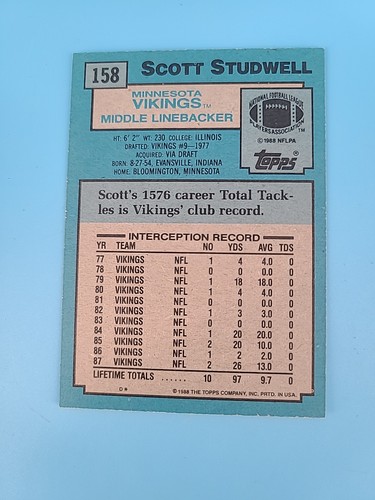 158 SCOTT STUDWELL
MINNESOTA
VIKINGS™
MIDDLE LINEBACKER
HT: 6' 2" WT: 230 COLLEGE: ILLINOIS
DRAFTED: VIKINGS #9—1977
ACQUIRED: VIA DRAFT
BORN: 8-27-54, EVANSVILLE, INDIANA
HOME: BLOOMINGTON, MINNESOTA
NATIONAL FOOTBALL LEAGUE
PLAYERS ASSOCIATION™
© 1988 NFLPA
Topps®
Scott's 1576 career Total Tack-
les is Vikings' club record.
INTERCEPTION RECORD
YR TEAM NO YDS AVG TDS
77 VIKINGS NFL 1 4 4.0 0
78 VIKINGS NFL 0 0 0.0 0
79 VIKINGS NFL 1 18 18.0 0
80 VIKINGS NFL 1 4 4.0 0
81 VIKINGS NFL 0 0 0.0 0
82 VIKINGS NFL 1 3 3.0 0
83 VIKINGS NFL 0 0 0.0 0
84 VIKINGS NFL 1 20 20.0 0
85 VIKINGS NFL 2 20 10.0 0
86 VIKINGS NFL 1 2 2.0 0
87 VIKINGS NFL 2 26 13.0 0
LIFETIME TOTALS ...... 10 97 9.7 0
D* © 1988 THE TOPPS COMPANY, INC. PRTD. IN U.S.A.